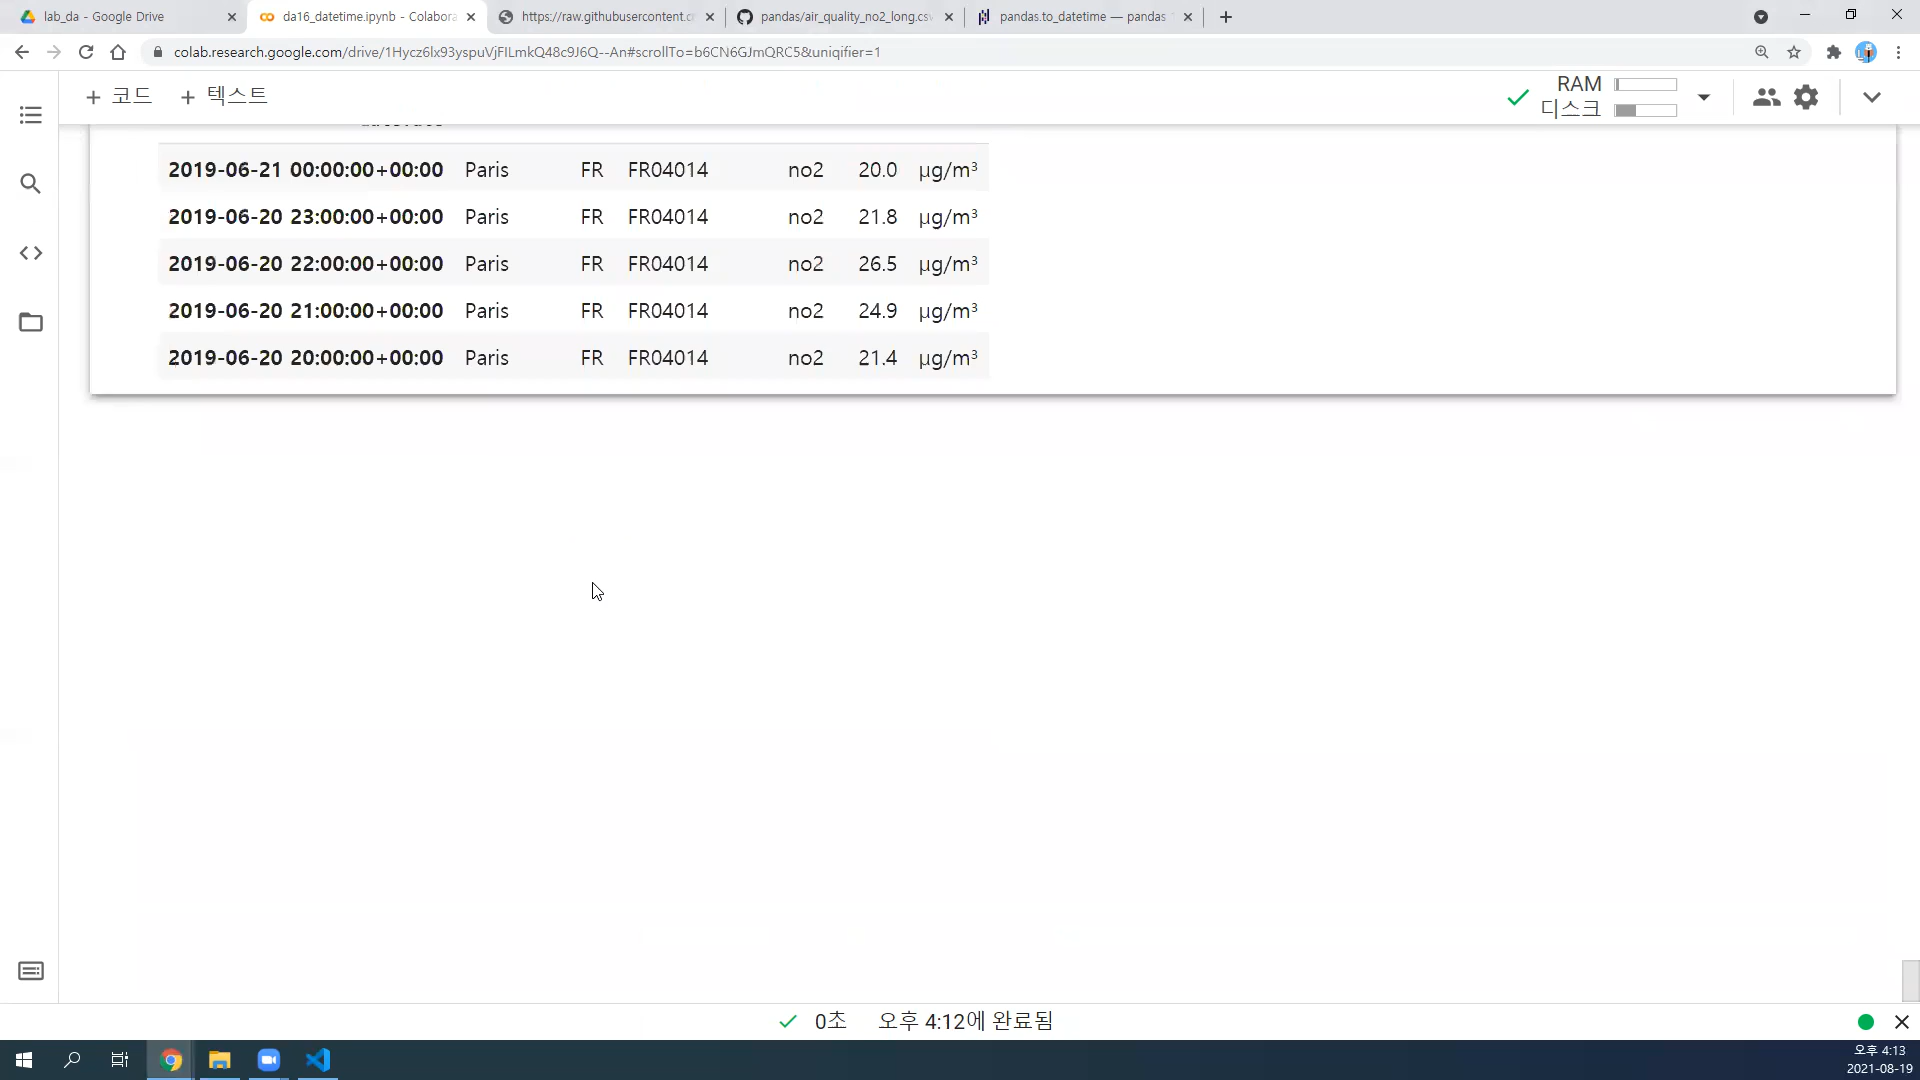 lab_da - Google Drive
da16_datetime.ipynb - Colabora
https://raw.githubusercontent.c
pandas/air_quality_no2_long.csv
pandas.to_datetime — pandas
colab.research.google.com/drive/1Hycz6lx93yspuVjFILmkQ48c9J6Q--An#scrollTo=b6CN6GJmQRC5&uniqifier=1
+ 코드 + 텍스트
RAM
디스크
2019-06-21 00:00:00+00:00 Paris FR FR04014 no2 20.0 µg/m³
2019-06-20 23:00:00+00:00 Paris FR FR04014 no2 21.8 µg/m³
2019-06-20 22:00:00+00:00 Paris FR FR04014 no2 26.5 µg/m³
2019-06-20 21:00:00+00:00 Paris FR FR04014 no2 24.9 µg/m³
2019-06-20 20:00:00+00:00 Paris FR FR04014 no2 21.4 µg/m³
0초 오후 4:12에 완료됨
오후 4:13
2021-08-19